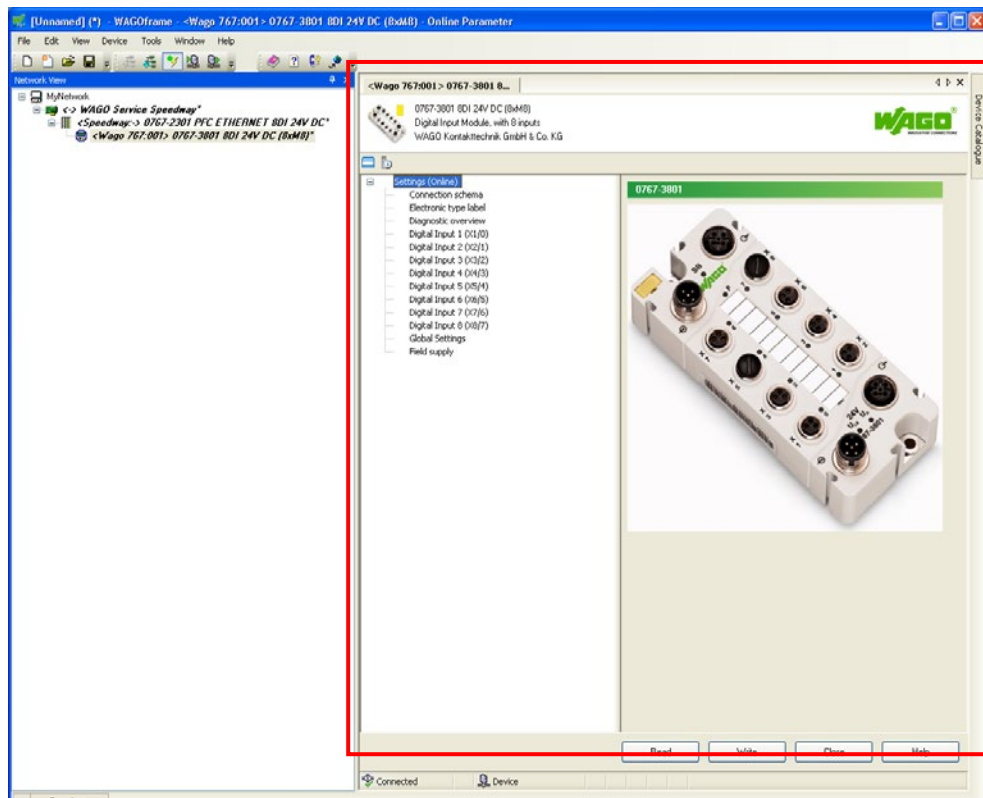 [Unnamed] (*) - WAGOframe - <Wago 767:001> 0767-3801 8DI 24V DC (8xM8) - Online Parameter
File Edit View Device Tools Window Help
Network View
MyNetwork
<-> WAGO Service Speedway*
<Speedway:-> 0767-2301 PFC ETHERNET 8DI 24V DC*
<Wago 767:001> 0767-3801 8DI 24V DC (8xM8)*
<Wago 767:001> 0767-3801 8...
0767-3801 8DI 24V DC (8xM8)
Digital Input Module, with 8 inputs
WAGO Kontakttechnik GmbH & Co. KG
WAGO®
INNOVATIVE CONNECTIONS
Device Catalogue
Settings (Online)
Connection schema
Electronic type label
Diagnostic overview
Digital Input 1 (X1/0)
Digital Input 2 (X2/1)
Digital Input 3 (X3/2)
Digital Input 4 (X4/3)
Digital Input 5 (X5/4)
Digital Input 6 (X6/5)
Digital Input 7 (X7/6)
Digital Input 8 (X8/7)
Global Settings
Field supply
0767-3801
WAGO
24V
Read Write Close Help
Connected Device